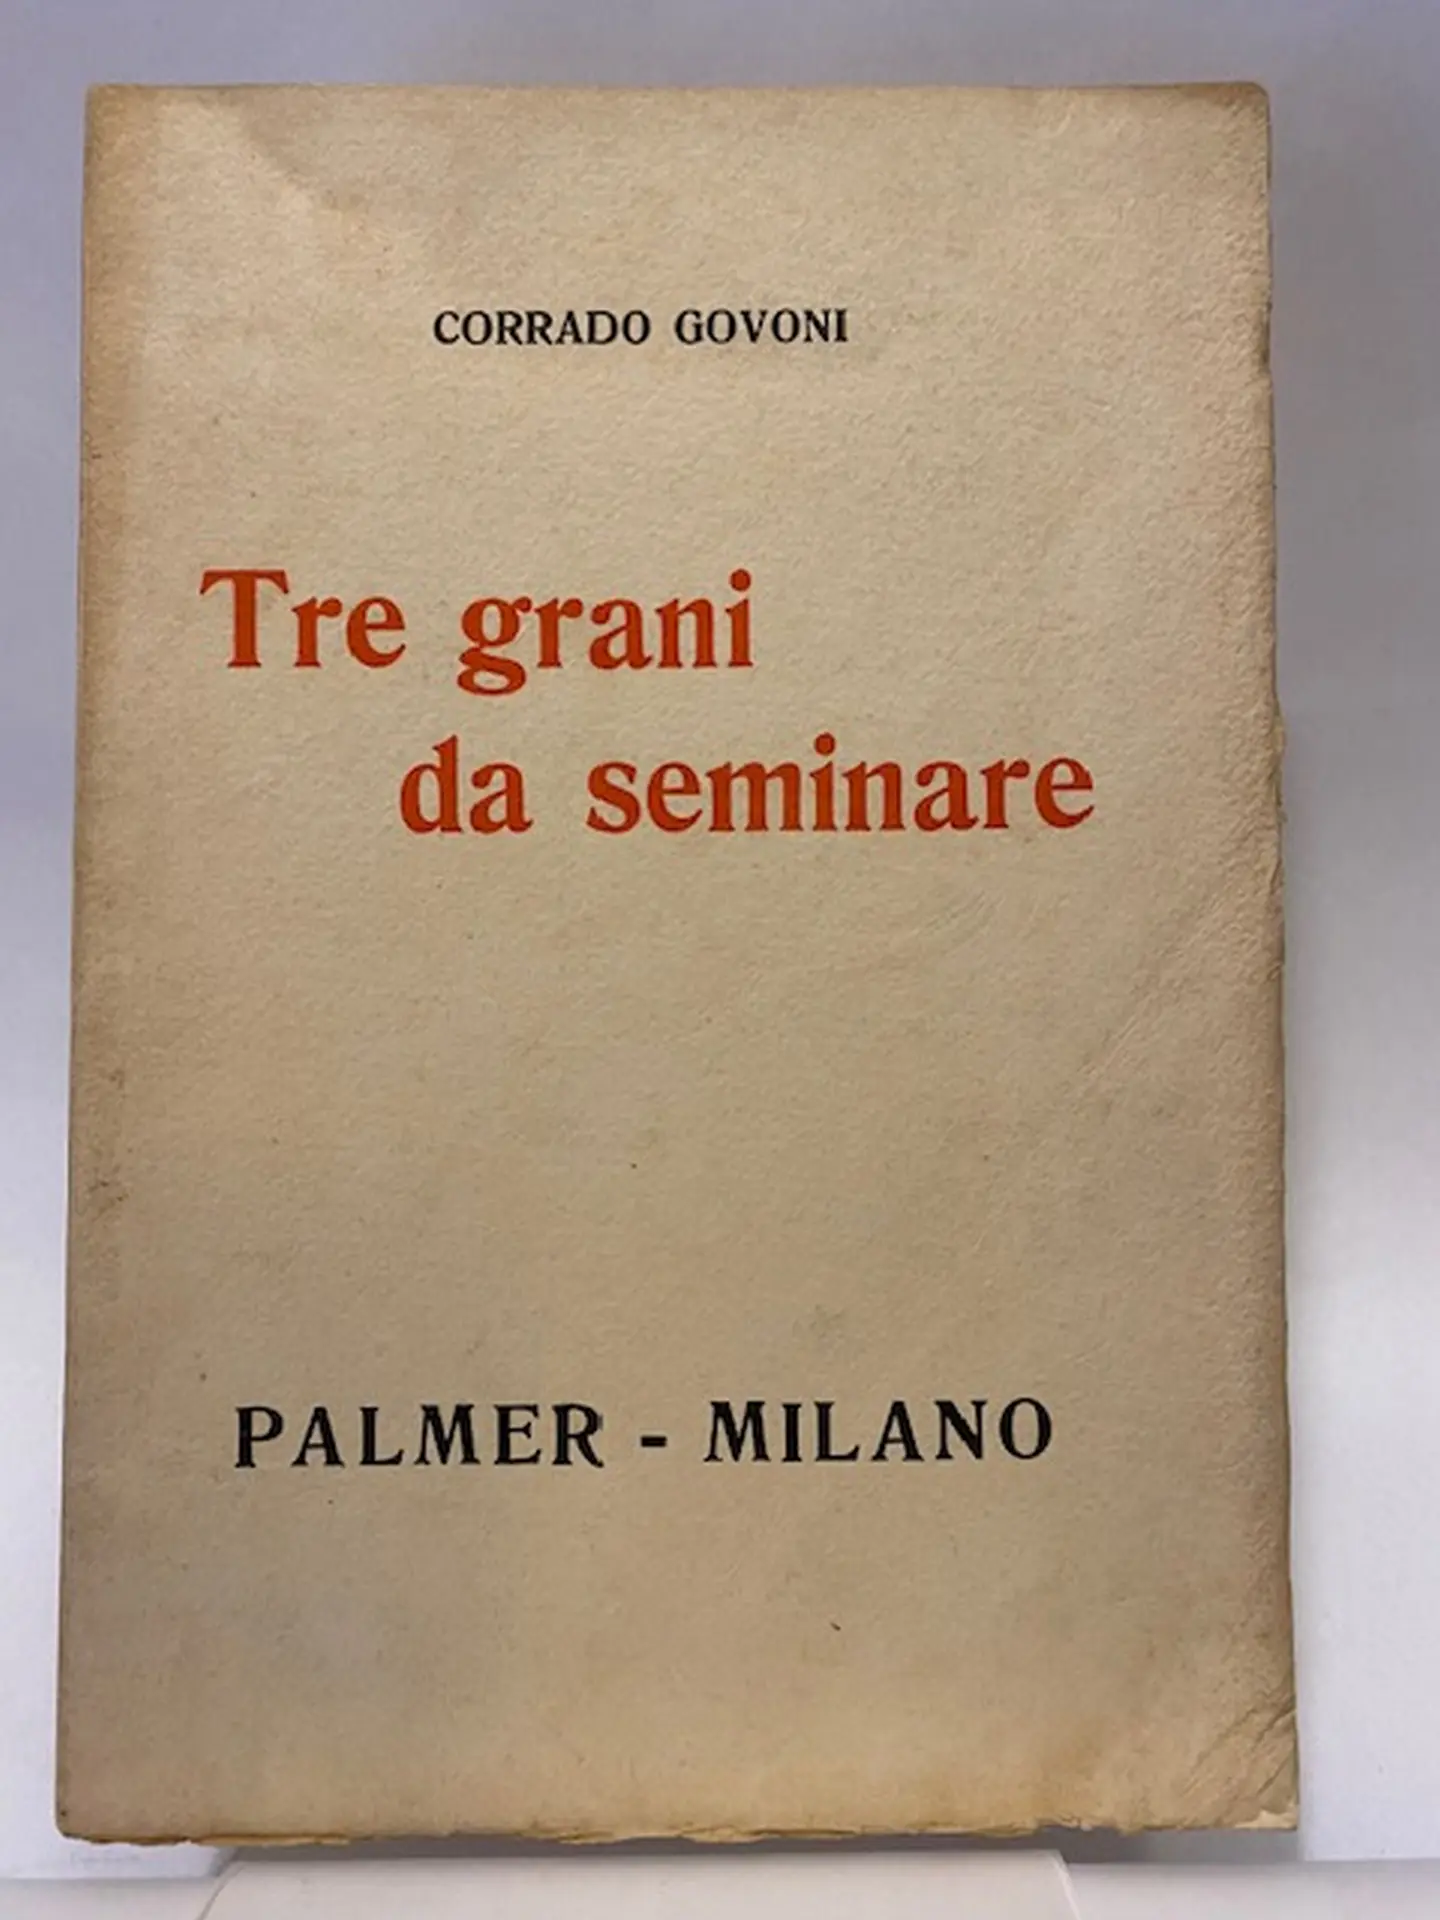 CORRADO GOVONI
Tre grani
da seminare
PALMER - MILANO